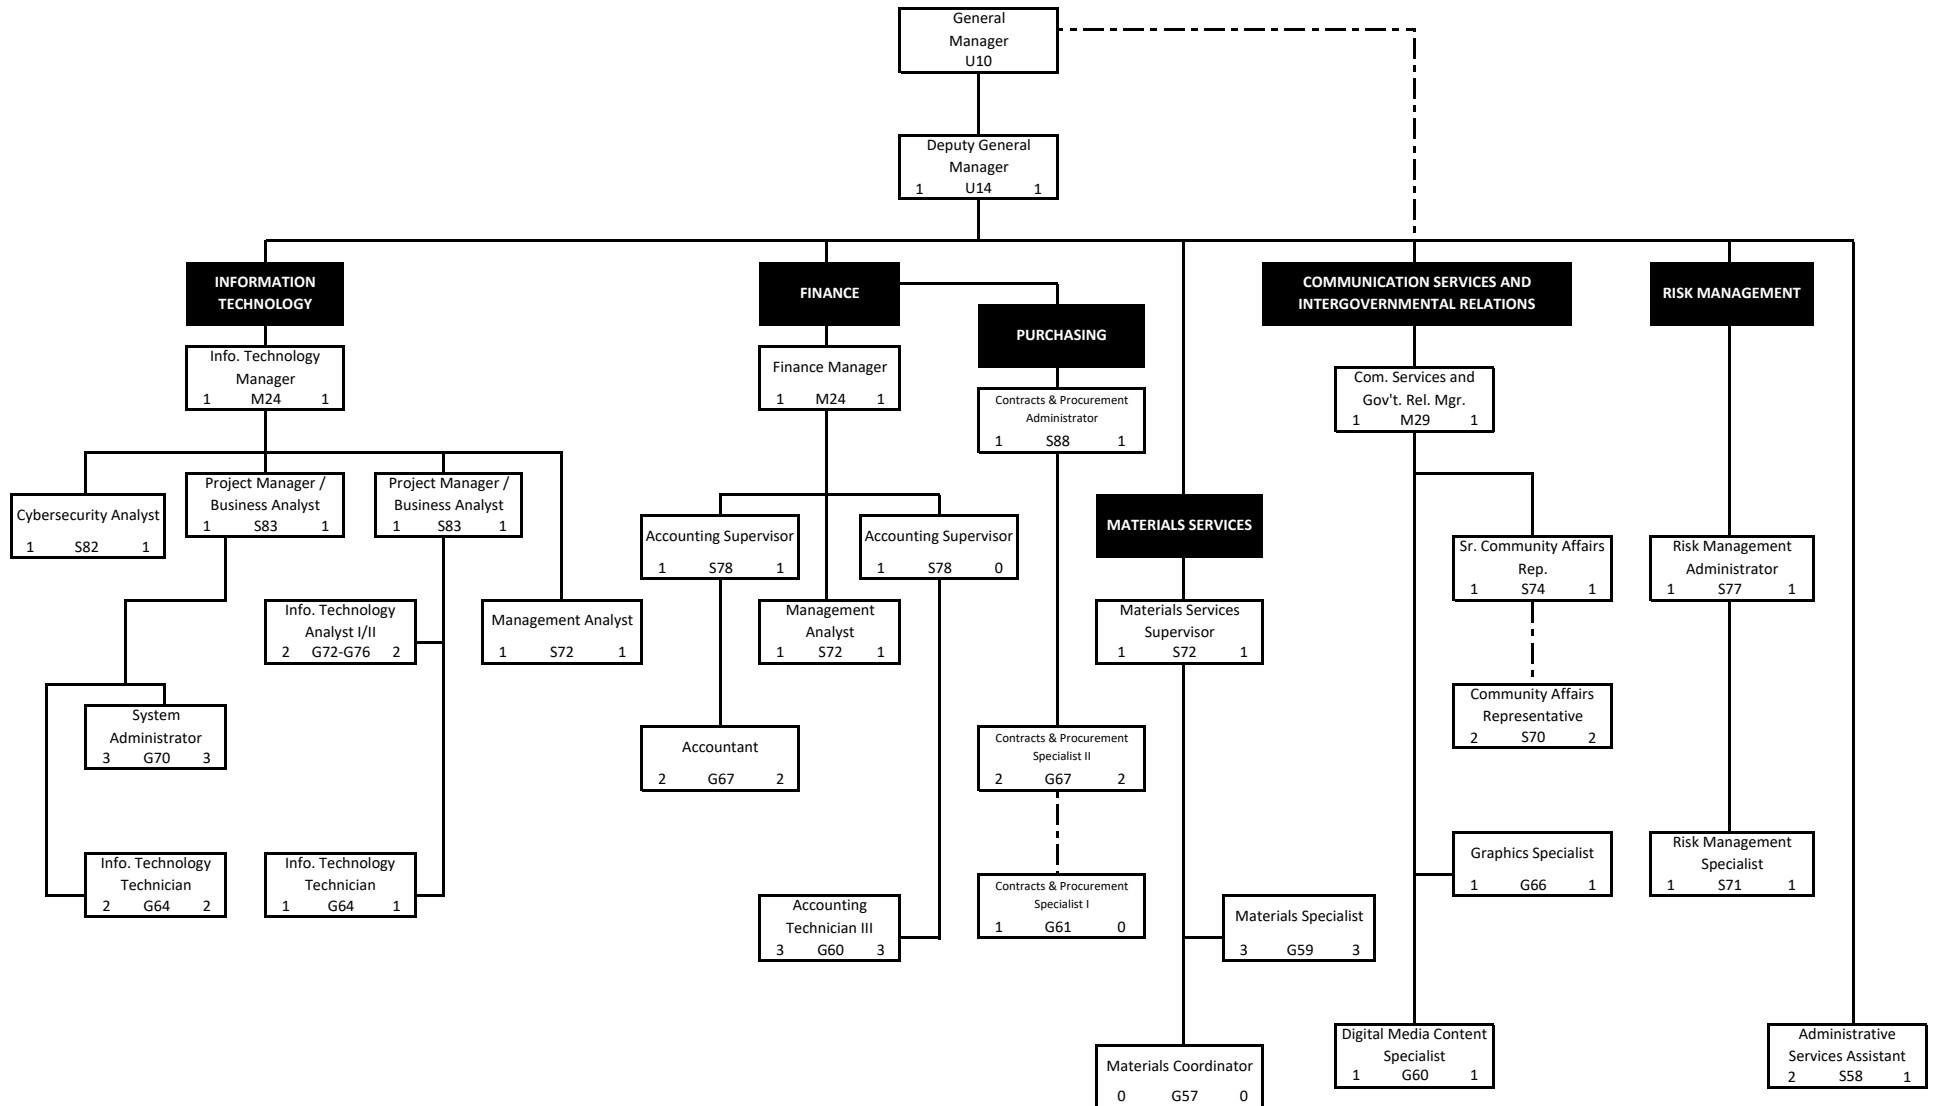 General
Manager
U10
Deputy General
Manager
1 U14 1
INFORMATION
TECHNOLOGY
Info. Technology
Manager
1 M24 1
Cybersecurity Analyst
1 S82 1
Project Manager /
Business Analyst
1 S83 1
Project Manager /
Business Analyst
1 S83 1
Info. Technology
Analyst I/II
2 G72-G76 2
Management Analyst
1 S72 1
System
Administrator
3 G70 3
Info. Technology
Technician
2 G64 2
Info. Technology
Technician
1 G64 1
FINANCE
Finance Manager
1 M24 1
Accounting Supervisor
1 S78 1
Accounting Supervisor
1 S78 0
Management
Analyst
1 S72 1
Accountant
2 G67 2
Accounting
Technician III
3 G60 3
PURCHASING
Contracts & Procurement
Administrator
1 S88 1
Contracts & Procurement
Specialist II
2 G67 2
Contracts & Procurement
Specialist I
1 G61 0
MATERIALS SERVICES
Materials Services
Supervisor
1 S72 1
Materials Specialist
3 G59 3
Materials Coordinator
0 G57 0
COMMUNICATION SERVICES AND
INTERGOVERNMENTAL RELATIONS
Com. Services and
Gov't. Rel. Mgr.
1 M29 1
Sr. Community Affairs
Rep.
1 S74 1
Community Affairs
Representative
2 S70 2
Graphics Specialist
1 G66 1
Digital Media Content
Specialist
1 G60 1
RISK MANAGEMENT
Risk Management
Administrator
1 S77 1
Risk Management
Specialist
1 S71 1
Administrative
Services Assistant
2 S58 1